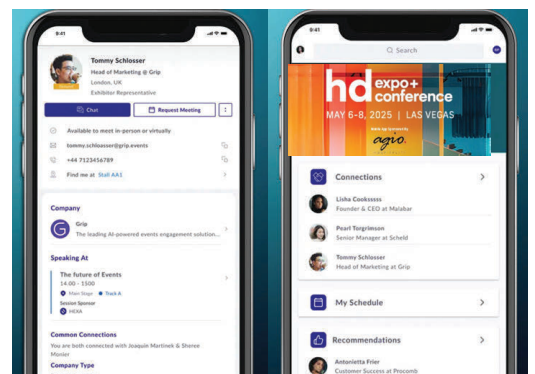 9:41
Tommy Schlosser
Head of Marketing @ Grip
London, UK
Exhibitor Representative
Chat
Request Meeting
Available to meet in-person or virtually
tommy.schloasser@grip.events
+44 7123456789
Find me at Stall AA1
Company
G
Grip
The leading AI-powered events engagement solution...
Speaking At
The future of Events
14.00 - 1500
Main Stage
Track A
Session Sponsor
HEXA
Common Connections
You are both connected with Joaquin Martinek & Sheree
Monier
Company Type
9:41
Search
hd expo+
conference
MAY 6-8, 2025 | LAS VEGAS
agio.
Connections
Lisha Cooksssss
Founder & CEO at Malabar
Pearl Torgrimson
Senior Manager at Scheld
Tommy Schlosser
Head of Marketing at Grip
My Schedule
Recommendations
Antonietta Frier
Customer Success at Procomb